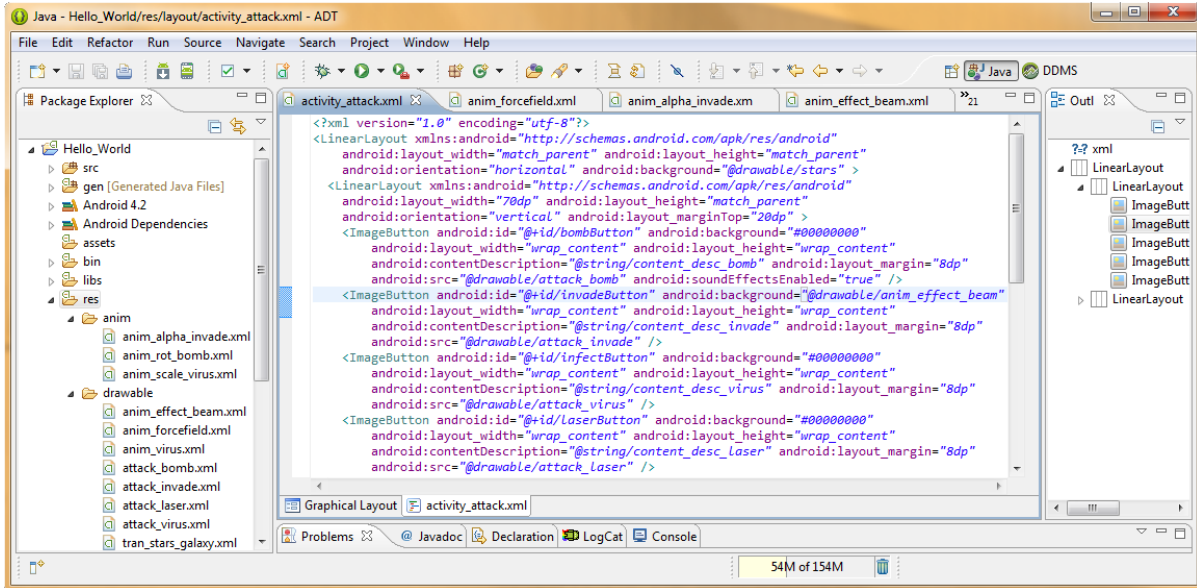 Java - Hello_World/res/layout/activity_attack.xml - ADT
File Edit Refactor Run Source Navigate Search Project Window Help
Java DDMS
Package Explorer
Hello_World
src
gen [Generated Java Files]
Android 4.2
Android Dependencies
assets
bin
libs
res
anim
anim_alpha_invade.xml
anim_rot_bomb.xml
anim_scale_virus.xml
drawable
anim_effect_beam.xml
anim_forcefield.xml
anim_virus.xml
attack_bomb.xml
attack_invade.xml
attack_laser.xml
attack_virus.xml
tran_stars_galaxy.xml
activity_attack.xml anim_forcefield.xml anim_alpha_invade.xm anim_effect_beam.xml »21
<?xml version="1.0" encoding="utf-8"?>
<LinearLayout xmlns:android="http://schemas.android.com/apk/res/android"
android:layout_width="match_parent" android:layout_height="match_parent"
android:orientation="horizontal" android:background="@drawable/stars" >
<LinearLayout xmlns:android="http://schemas.android.com/apk/res/android"
android:layout_width="70dp" android:layout_height="match_parent"
android:orientation="vertical" android:layout_marginTop="20dp" >
<ImageButton android:id="@+id/bombButton" android:background="#00000000"
android:layout_width="wrap_content" android:layout_height="wrap_content"
android:contentDescription="@string/content_desc_bomb" android:layout_margin="8dp"
android:src="@drawable/attack_bomb" android:soundEffectsEnabled="true" />
<ImageButton android:id="@+id/invadeButton" android:background="@drawable/anim_effect_beam"
android:layout_width="wrap_content" android:layout_height="wrap_content"
android:contentDescription="@string/content_desc_invade" android:layout_margin="8dp"
android:src="@drawable/attack_invade" />
<ImageButton android:id="@+id/infectButton" android:background="#00000000"
android:layout_width="wrap_content" android:layout_height="wrap_content"
android:contentDescription="@string/content_desc_virus" android:layout_margin="8dp"
android:src="@drawable/attack_virus" />
<ImageButton android:id="@+id/laserButton" android:background="#00000000"
android:layout_width="wrap_content" android:layout_height="wrap_content"
android:contentDescription="@string/content_desc_laser" android:layout_margin="8dp"
android:src="@drawable/attack_laser" />
Graphical Layout activity_attack.xml
Outl
?=? xml
LinearLayout
LinearLayout
ImageButt
ImageButt
ImageButt
ImageButt
LinearLayout
Problems @ Javadoc Declaration LogCat Console
54M of 154M